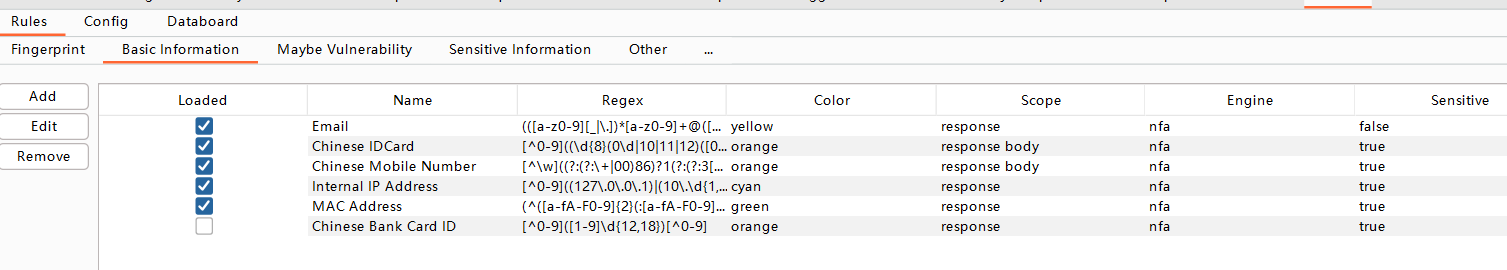 Rules Config Databoard
Fingerprint Basic Information Maybe Vulnerability Sensitive Information Other ...
Add
Edit
Remove
Loaded Name Regex Color Scope Engine Sensitive
Email (([a-z0-9][_|\.])*[a-z0-9]+@([... yellow response nfa false
Chinese IDCard [^0-9]((\d{8}(0\d|10|11|12)([0... orange response body nfa true
Chinese Mobile Number [^\w]((?:(?:\+|00)86)?1(?:(?:3[... orange response body nfa true
Internal IP Address [^0-9]((127\.0\.0\.1)|(10\.\d{1,... cyan response nfa true
MAC Address (^([a-fA-F0-9]{2}(:[a-fA-F0-9]... green response nfa true
Chinese Bank Card ID [^0-9]([1-9]\d{12,18})[^0-9] orange response nfa true